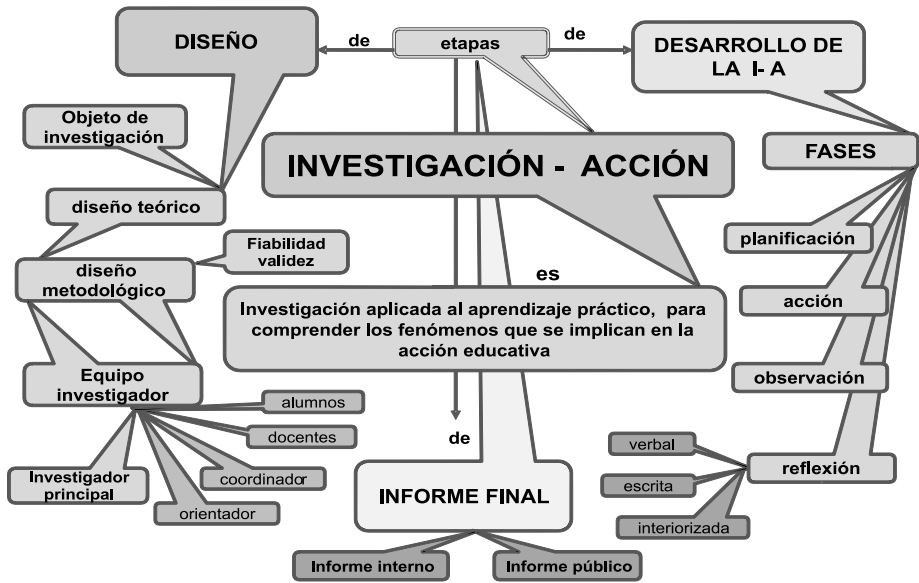 DISEÑO
de
etapas
de
DESARROLLO DE
LA I- A
Objeto de
investigación
INVESTIGACIÓN - ACCIÓN
FASES
diseño teórico
planificación
Fiabilidad
validez
diseño
metodológico
es
acción
Investigación aplicada al aprendizaje práctico, para
comprender los fenómenos que se implican en la
acción educativa
Equipo
investigador
observación
alumnos
docentes
de
verbal
Investigador
principal
coordinador
reflexión
escrita
orientador
INFORME FINAL
interiorizada
Informe interno
Informe público